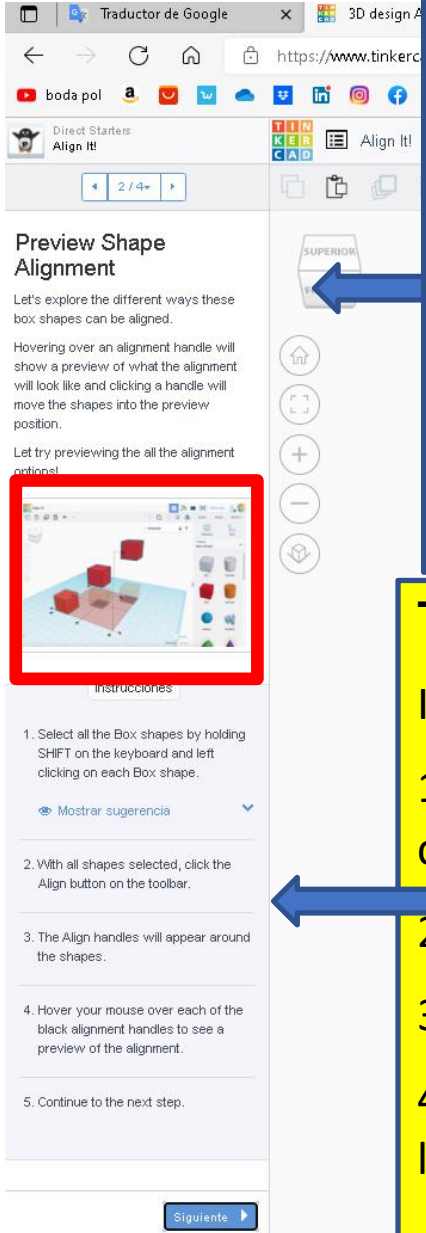 Traductor de Google
3D design A
https://www.tinkerc
boda pol
Direct Starters
Align It!
TIN
KER
CAD
Align It!
2 / 4
Preview Shape
Alignment
Let's explore the different ways these
box shapes can be aligned.
Hovering over an alignment handle will
show a preview of what the alignment
will look like and clicking a handle will
move the shapes into the preview
position.
Let try previewing the all the alignment
options!
Instrucciones
1. Select all the Box shapes by holding
SHIFT on the keyboard and left
clicking on each Box shape.
Mostrar sugerencia
2. With all shapes selected, click the
Align button on the toolbar.
3. The Align handles will appear around
the shapes.
4. Hover your mouse over each of the
black alignment handles to see a
preview of the alignment.
5. Continue to the next step.
Siguiente
SUPERIOR